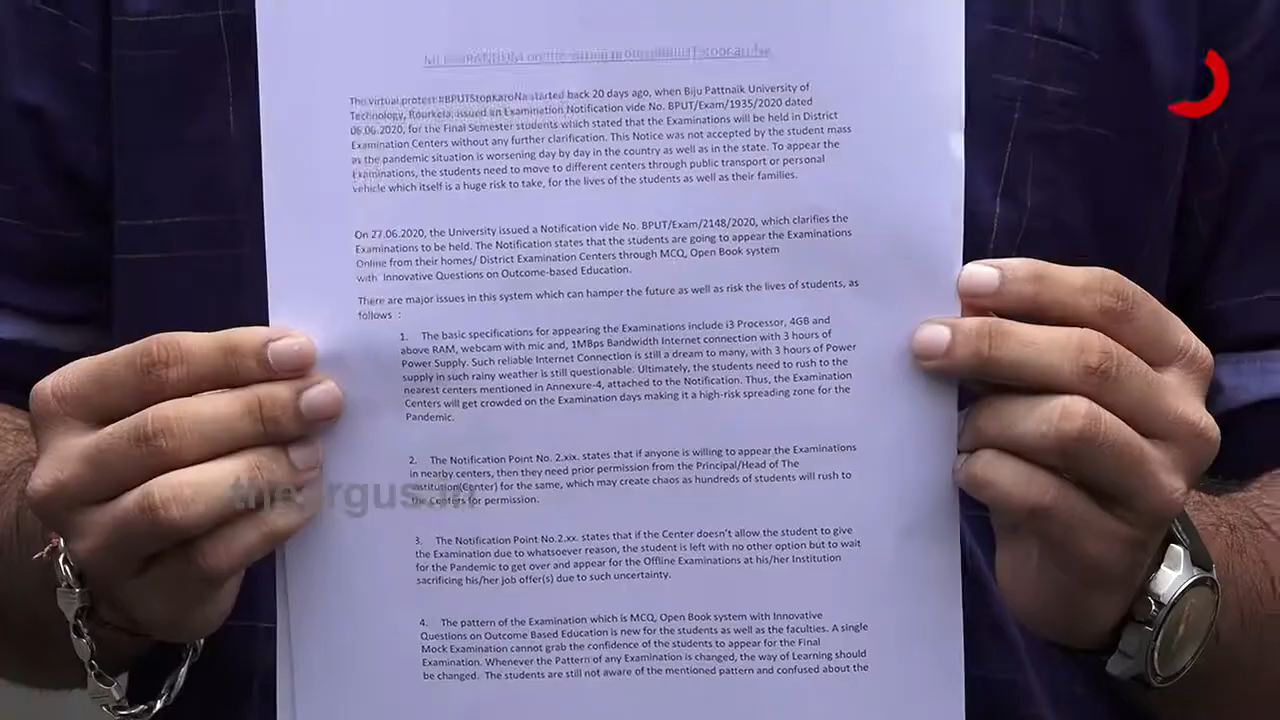 The virtual protest #BPUTStopkaroNa started back 20 days ago, when Biju Pattnaik University of
Technology, Rourkela, issued an Examination Notification vide No. BPUT/Exam/1935/2020 dated
06.06.2020, for the Final Semester students which stated that the Examinations will be held in District
Examination Centers without any further clarification. This Notice was not accepted by the student mass
as the pandemic situation is worsening day by day in the country as well as in the state. To appear the
Examinations, the students need to move to different centers through public transport or personal
vehicle which itself is a huge risk to take, for the lives of the students as well as their families.
On 27.06.2020, the University issued a Notification vide No. BPUT/Exam/2148/2020, which clarifies the
Examinations to be held. The Notification states that the students are going to appear the Examinations
Online from their homes/ District Examination Centers through MCQ, Open Book system
with Innovative Questions on Outcome-based Education.
There are major issues in this system which can hamper the future as well as risk the lives of students, as
follows :
1. The basic specifications for appearing the Examinations include i3 Processor, 4GB and
above RAM, webcam with mic and, 1MBps Bandwidth Internet connection with 3 hours of
Power Supply. Such reliable Internet Connection is still a dream to many, with 3 hours of Power
supply in such rainy weather is still questionable. Ultimately, the students need to rush to the
nearest centers mentioned in Annexure-4, attached to the Notification. Thus, the Examination
Centers will get crowded on the Examination days making it a high-risk spreading zone for the
Pandemic.
2. The Notification Point No. 2.xix. states that if anyone is willing to appear the Examinations
in nearby centers, then they need prior permission from the Principal/Head of The
Institution(Center) for the same, which may create chaos as hundreds of students will rush to
the Centers for permission.
theargus.in
3. The Notification Point No.2.xx. states that if the Center doesn't allow the student to give
the Examination due to whatsoever reason, the student is left with no other option but to wait
for the Pandemic to get over and appear for the Offline Examinations at his/her Institution
sacrificing his/her job offer(s) due to such uncertainty.
4. The pattern of the Examination which is MCQ, Open Book system with Innovative
Questions on Outcome Based Education is new for the students as well as the faculties. A single
Mock Examination cannot grab the confidence of the students to appear for the Final
Examination. Whenever the Pattern of any Examination is changed, the way of Learning should
be changed. The students are still not aware of the mentioned pattern and confused about the